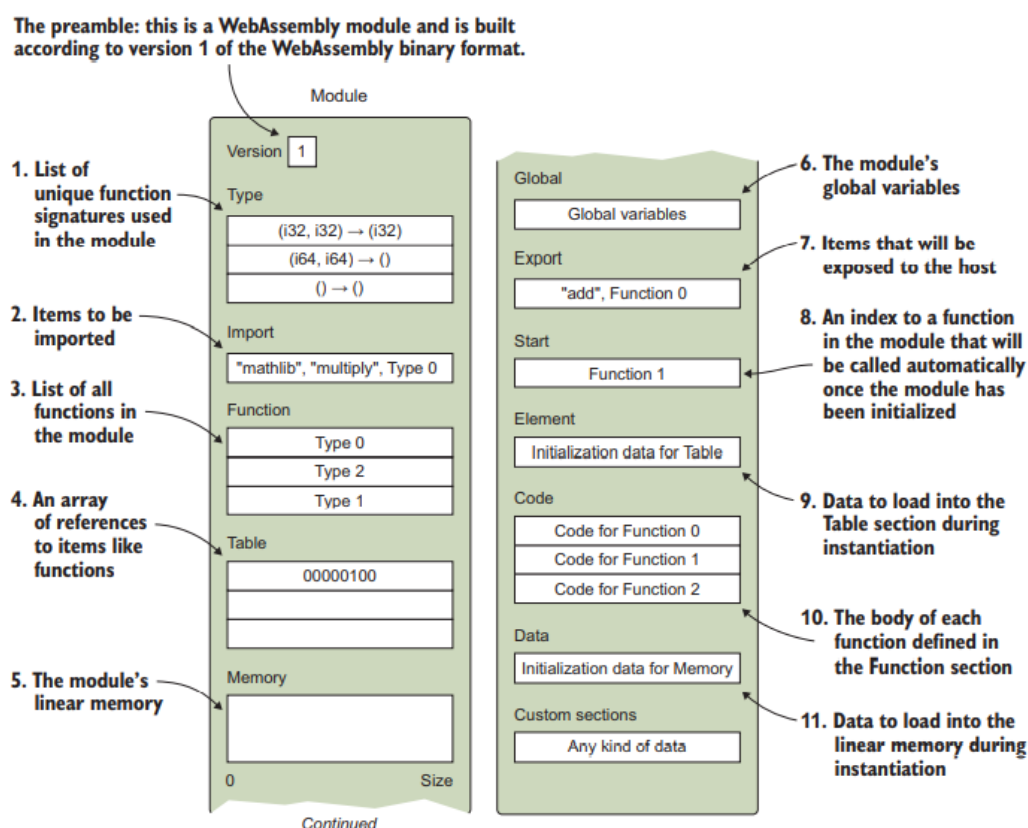 The preamble: this is a WebAssembly module and is built
according to version 1 of the WebAssembly binary format.
Module
Version 1
1. List of
unique function
signatures used
in the module
Type
(i32, i32) → (i32)
(i64, i64) → ()
() → ()
2. Items to be
imported
Import
"mathlib", "multiply", Type 0
3. List of all
functions in
the module
Function
Type 0
Type 2
Type 1
4. An array
of references
to items like
functions
Table
00000100
5. The module's
linear memory
Memory
0 Size
Continued
Global
Global variables
6. The module's
global variables
Export
"add", Function 0
7. Items that will be
exposed to the host
Start
Function 1
8. An index to a function
in the module that will
be called automatically
once the module has
been initialized
Element
Initialization data for Table
9. Data to load into the
Table section during
instantiation
Code
Code for Function 0
Code for Function 1
Code for Function 2
10. The body of each
function defined in
the Function section
Data
Initialization data for Memory
11. Data to load into the
linear memory during
instantiation
Custom sections
Any kind of data